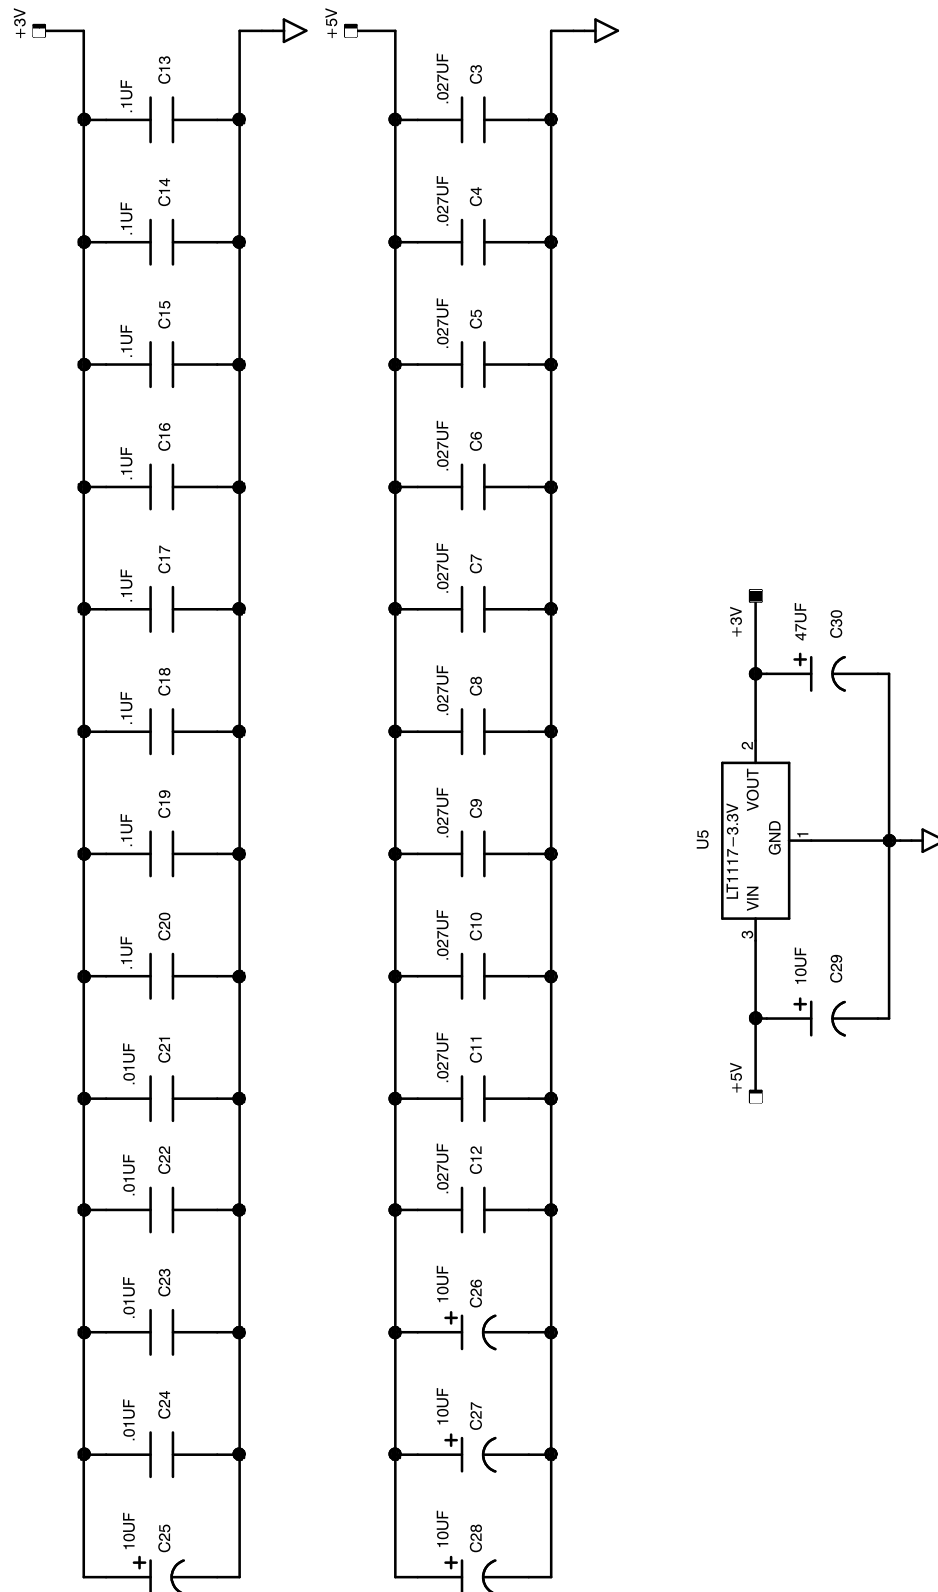 +3V
.1UF
C13
.1UF
C14
.1UF
C15
.1UF
C16
.1UF
C17
.1UF
C18
.1UF
C19
.1UF
C20
.01UF
C21
.01UF
C22
.01UF
C23
.01UF
C24
10UF
+
C25
+5V
.027UF
C3
.027UF
C4
.027UF
C5
.027UF
C6
.027UF
C7
.027UF
C8
.027UF
C9
.027UF
C10
.027UF
C11
.027UF
C12
10UF
+
C26
10UF
+
C27
10UF
+
C28
+3V
47UF
+
C30
2
U5
LT1117-3.3V
VOUT
GND
VIN
1
3
10UF
+
C29
+5V